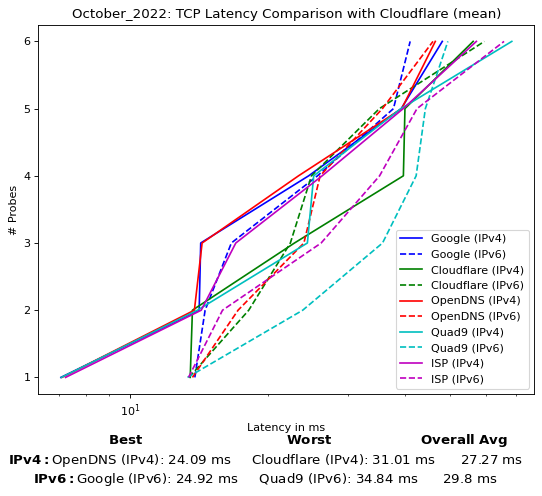 October_2022: TCP Latency Comparison with Cloudflare (mean)
6
5
4
3
2
1
# Probes
10¹
Latency in ms
Google (IPv4)
Google (IPv6)
Cloudflare (IPv4)
Cloudflare (IPv6)
OpenDNS (IPv4)
OpenDNS (IPv6)
Quad9 (IPv4)
Quad9 (IPv6)
ISP (IPv4)
ISP (IPv6)
Best Worst Overall Avg
IPv4: OpenDNS (IPv4): 24.09 ms Cloudflare (IPv4): 31.01 ms 27.27 ms
IPv6: Google (IPv6): 24.92 ms Quad9 (IPv6): 34.84 ms 29.8 ms